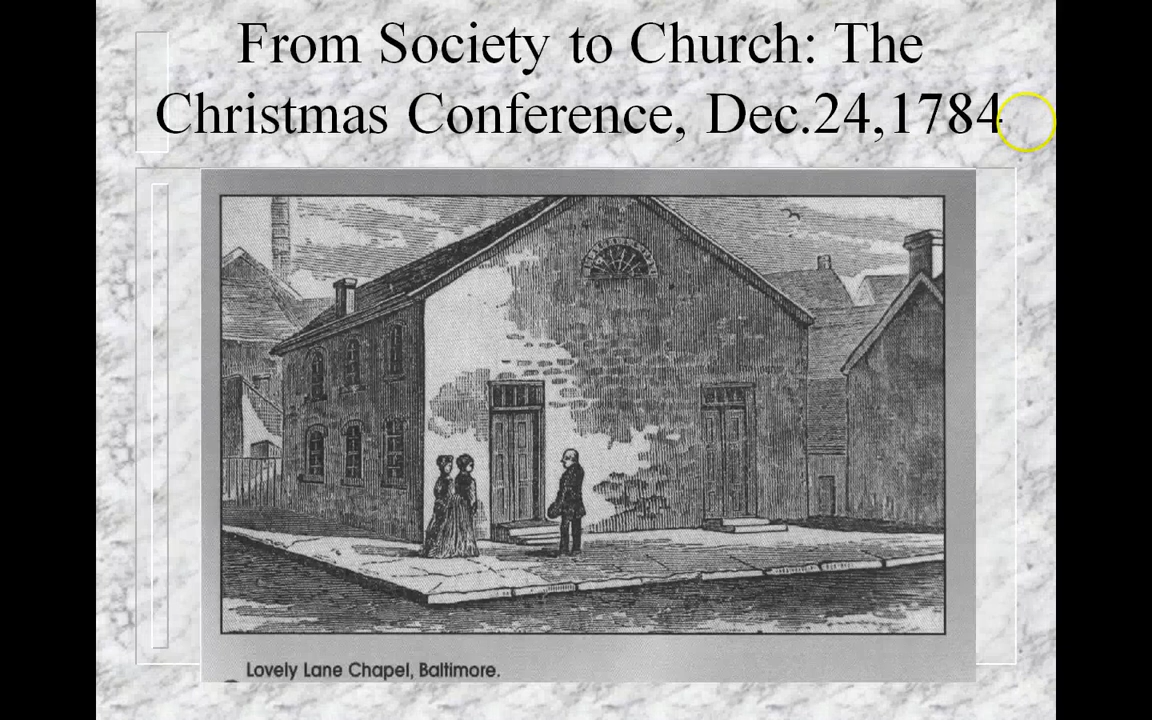 From Society to Church: The
Christmas Conference, Dec.24,1784
Lovely Lane Chapel, Baltimore.